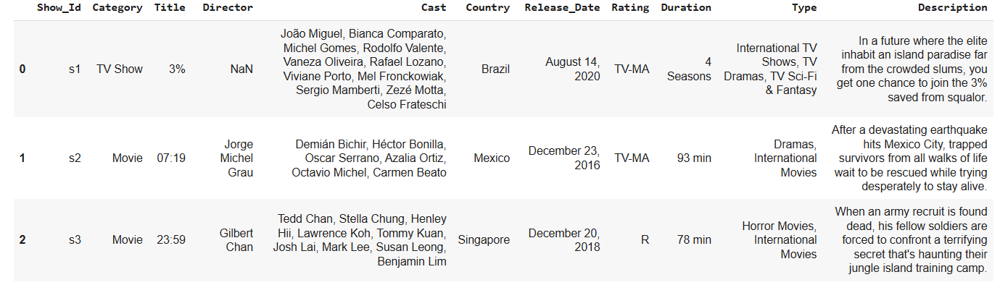 Show_Id Category Title Director Cast Country Release_Date Rating Duration Type Description
0 s1 TV Show 3% NaN João Miguel, Bianca Comparato, Michel Gomes, Rodolfo Valente, Vaneza Oliveira, Rafael Lozano, Viviane Porto, Mel Fronckowiak, Sergio Mamberti, Zezé Motta, Celso Frateschi Brazil August 14, 2020 TV-MA 4 Seasons International TV Shows, TV Dramas, TV Sci-Fi & Fantasy In a future where the elite inhabit an island paradise far from the crowded slums, you get one chance to join the 3% saved from squalor.
1 s2 Movie 07:19 Jorge Michel Grau Demián Bichir, Héctor Bonilla, Oscar Serrano, Azalia Ortiz, Octavio Michel, Carmen Beato Mexico December 23, 2016 TV-MA 93 min Dramas, International Movies After a devastating earthquake hits Mexico City, trapped survivors from all walks of life wait to be rescued while trying desperately to stay alive.
2 s3 Movie 23:59 Gilbert Chan Tedd Chan, Stella Chung, Henley Hii, Lawrence Koh, Tommy Kuan, Josh Lai, Mark Lee, Susan Leong, Benjamin Lim Singapore December 20, 2018 R 78 min Horror Movies, International Movies When an army recruit is found dead, his fellow soldiers are forced to confront a terrifying secret that's haunting their jungle island training camp.